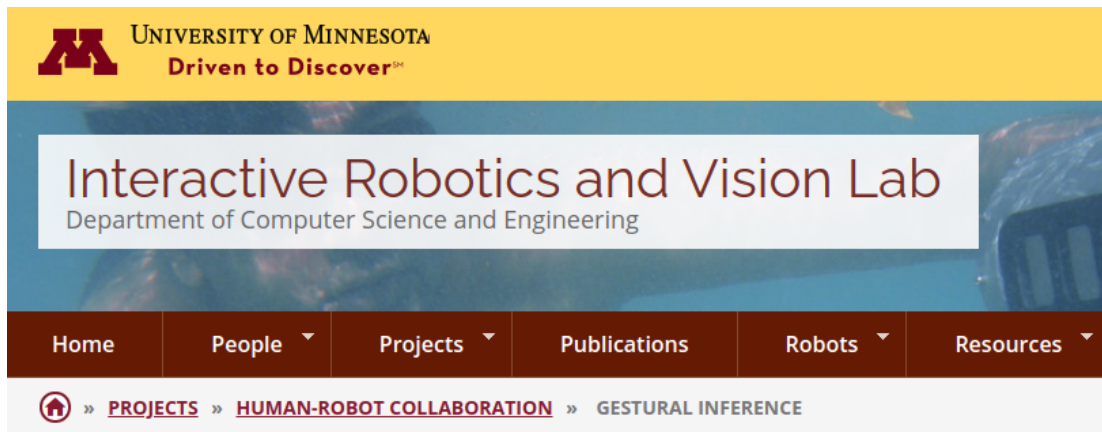 UNIVERSITY OF MINNESOTA
Driven to Discover℠
Interactive Robotics and Vision Lab
Department of Computer Science and Engineering
Home People Projects Publications Robots Resources
» PROJECTS » HUMAN-ROBOT COLLABORATION » GESTURAL INFERENCE